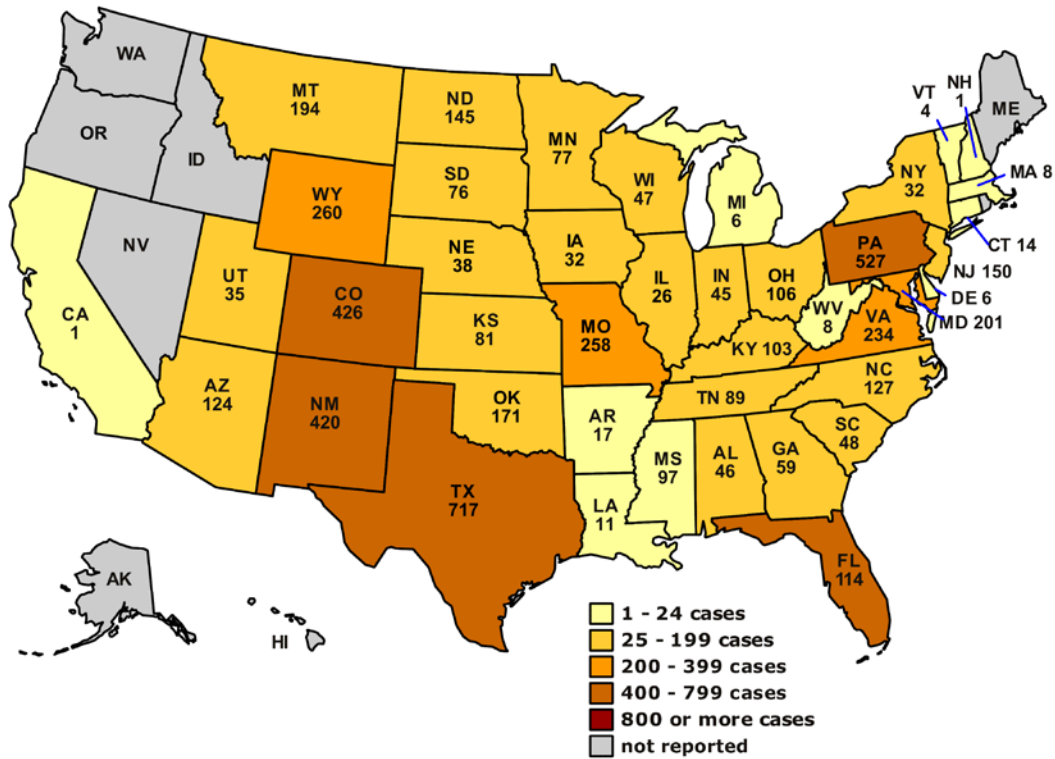 WA
OR
ID
NV
CA
1
MT
194
WY
260
UT
35
AZ
124
CO
426
NM
420
ND
145
SD
76
NE
38
KS
81
OK
171
TX
717
MN
77
IA
32
MO
258
AR
17
LA
11
WI
47
IL
26
MI
6
IN
45
OH
106
KY 103
TN 89
MS
97
AL
46
GA
59
FL
114
SC
48
NC
127
VA
234
WV
8
PA
527
NY
32
VT
4
NH
1
ME
MA 8
CT 14
NJ 150
DE 6
MD 201
AK
HI
1 - 24 cases
25 - 199 cases
200 - 399 cases
400 - 799 cases
800 or more cases
not reported